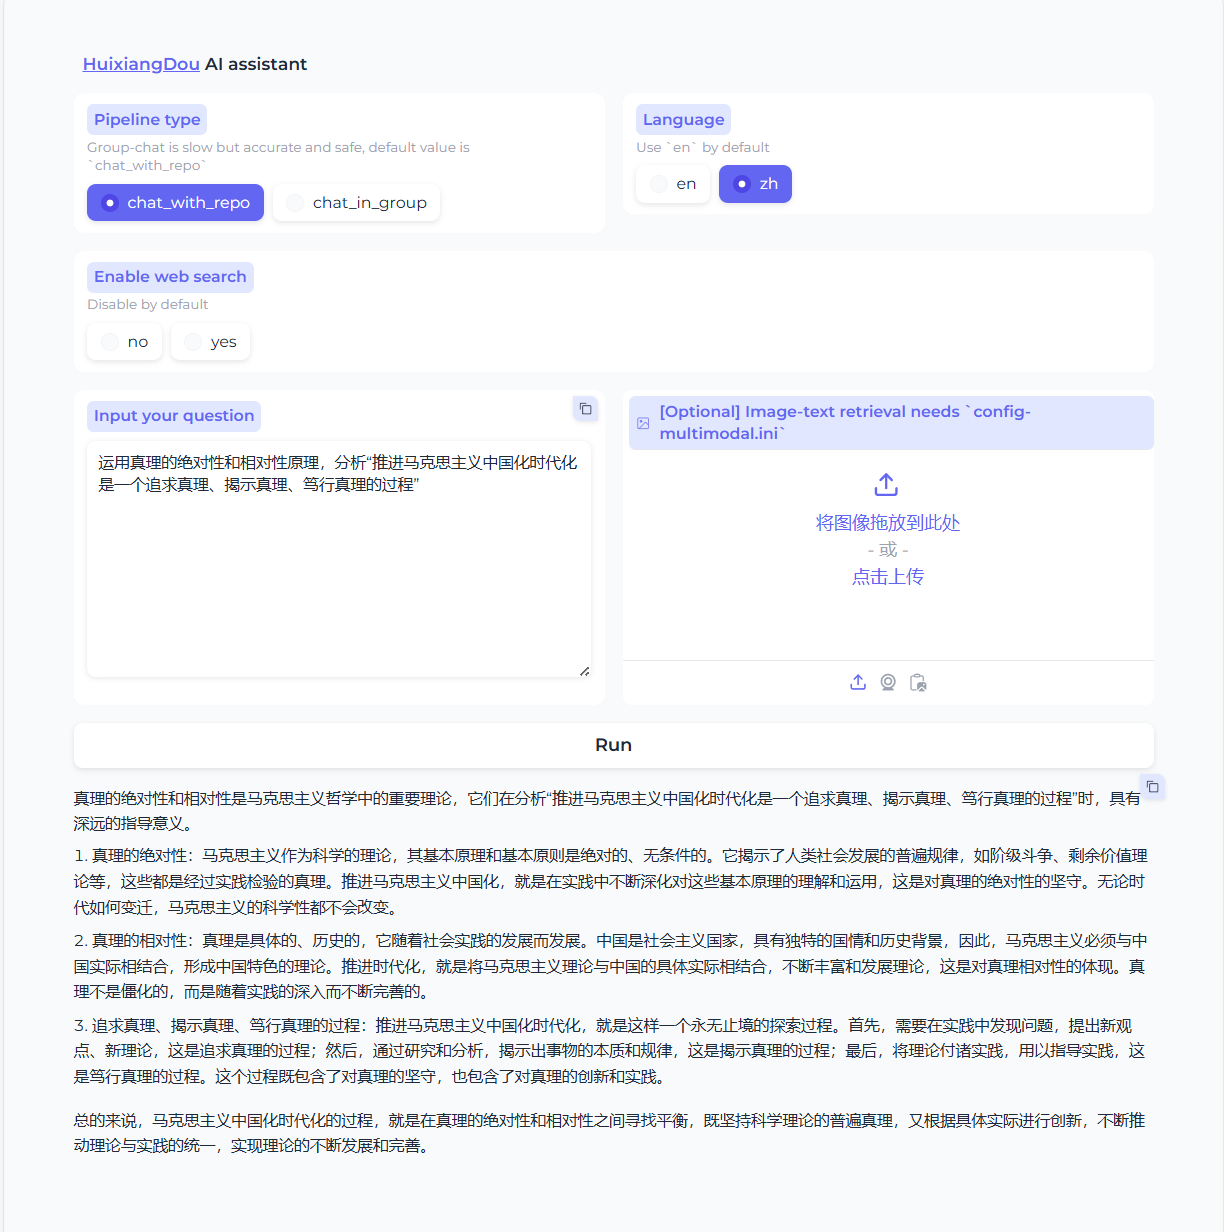 HuixiangDou AI assistant
Pipeline type
Group-chat is slow but accurate and safe, default value is
`chat_with_repo`
chat_with_repo
chat_in_group
Language
Use `en` by default
en
zh
Enable web search
Disable by default
no
yes
Input your question
运用真理的绝对性和相对性原理，分析“推进马克思主义中国化时代化
是一个追求真理、揭示真理、笃行真理的过程”
[Optional] Image-text retrieval needs `config-
multimodal.ini`
将图像拖放到此处
- 或 -
点击上传
Run
真理的绝对性和相对性是马克思主义哲学中的重要理论，它们在分析“推进马克思主义中国化时代化是一个追求真理、揭示真理、笃行真理的过程”时，具有
深远的指导意义。
1. 真理的绝对性：马克思主义作为科学的理论，其基本原理和基本原则是绝对的、无条件的。它揭示了人类社会发展的普遍规律，如阶级斗争、剩余价值理
论等，这些都是经过实践检验的真理。推进马克思主义中国化，就是在实践中不断深化对这些基本原理的理解和运用，这是对真理的绝对性的坚守。无论时
代如何变迁，马克思主义的科学性都不会改变。
2. 真理的相对性：真理是具体的、历史的，它随着社会实践的发展而发展。中国是社会主义国家，具有独特的国情和历史背景，因此，马克思主义必须与中
国实际相结合，形成中国特色的理论。推进时代化，就是将马克思主义理论与中国的具体实际相结合，不断丰富和发展理论，这是对真理相对性的体现。真
理不是僵化的，而是随着实践的深入而不断完善的。
3. 追求真理、揭示真理、笃行真理的过程：推进马克思主义中国化时代化，就是这样一个永无止境的探索过程。首先，需要在实践中发现问题，提出新观
点、新理论，这是追求真理的过程；然后，通过研究和分析，揭示出事物的本质和规律，这是揭示真理的过程；最后，将理论付诸实践，用以指导实践，这
是笃行真理的过程。这个过程既包含了对真理的坚守，也包含了对真理的创新和实践。
总的来说，马克思主义中国化时代化的过程，就是在真理的绝对性和相对性之间寻找平衡，既坚持科学理论的普遍真理，又根据具体实际进行创新，不断推
动理论与实践的统一，实现理论的不断发展和完善。